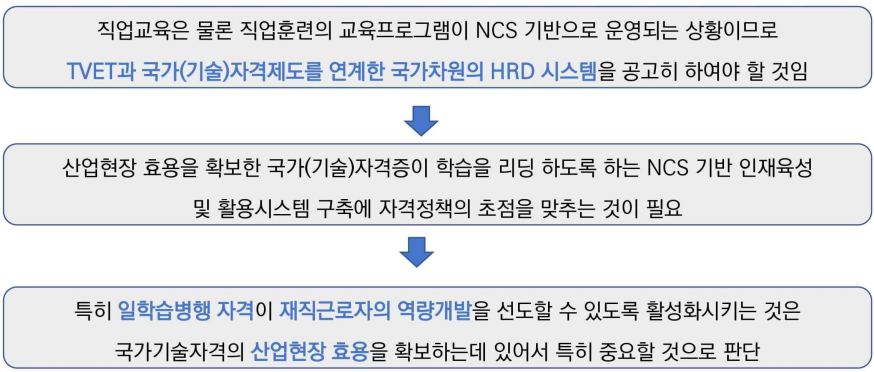 직업교육은 물론 직업훈련의 교육프로그램이 NCS 기반으로 운영되는 상황이므로
TVET과 국가(기술)자격제도를 연계한 국가차원의 HRD 시스템을 공고히 하여야 할 것임
산업현장 효용을 확보한 국가(기술)자격증이 학습을 리딩 하도록 하는 NCS 기반 인재육성
및 활용시스템 구축에 자격정책의 초점을 맞추는 것이 필요
특히 일학습병행 자격이 재직근로자의 역량개발을 선도할 수 있도록 활성화시키는 것은
국가기술자격의 산업현장 효용을 확보하는데 있어서 특히 중요할 것으로 판단